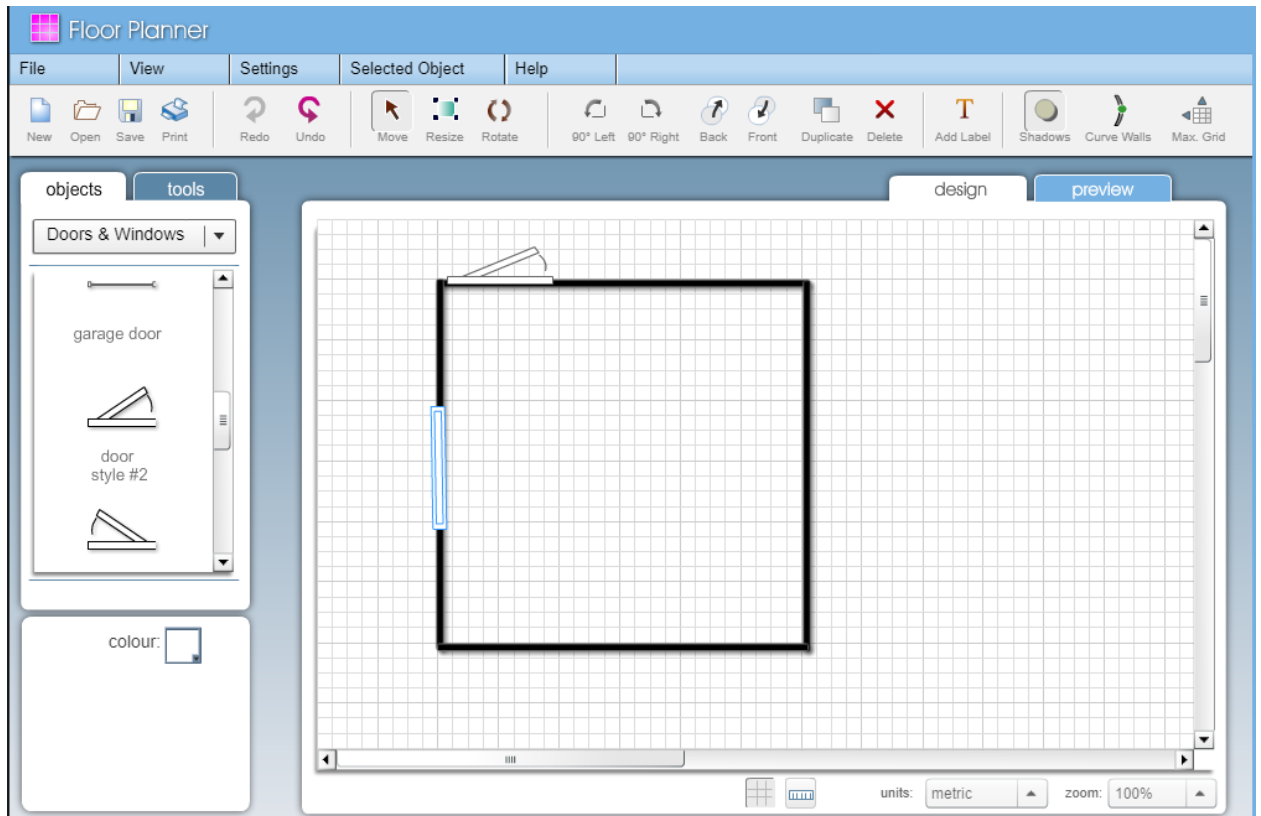 Floor Planner
File View Settings Selected Object Help
New Open Save Print Redo Undo Move Resize Rotate 90° Left 90° Right Back Front Duplicate Delete Add Label Shadows Curve Walls Max. Grid
objects tools
design preview
Doors & Windows
garage door
door
style #2
colour:
units: metric zoom: 100%